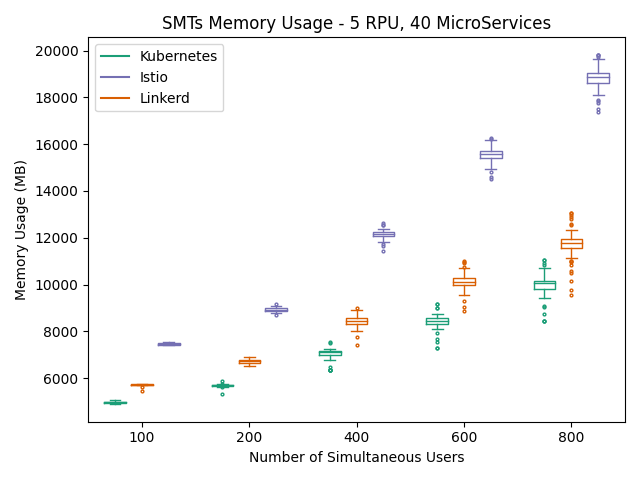 SMTs Memory Usage - 5 RPU, 40 MicroServices
Kubernetes
Istio
Linkerd
Memory Usage (MB)
20000
18000
16000
14000
12000
10000
8000
6000
100 200 400 600 800
Number of Simultaneous Users